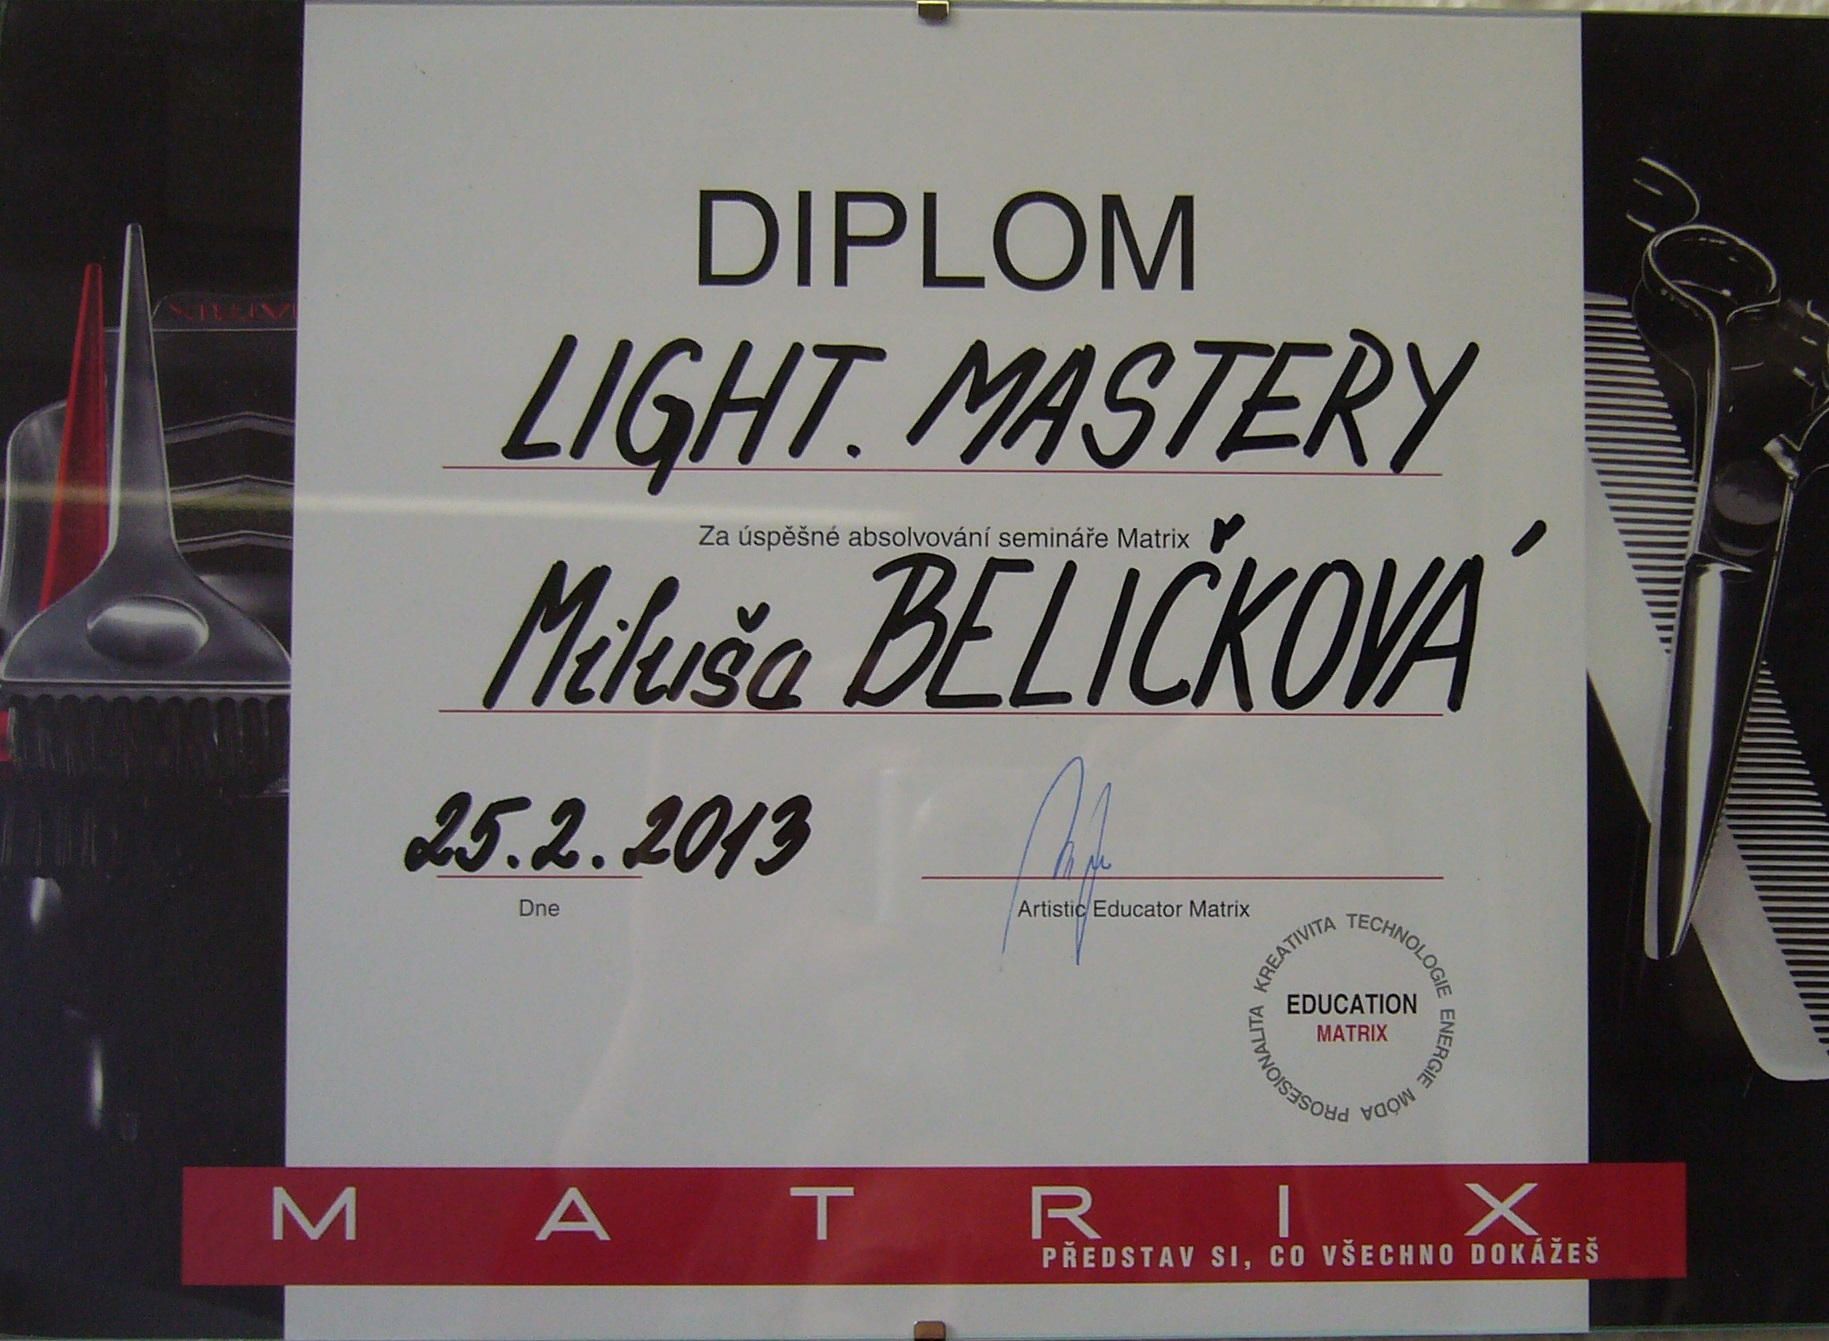 DIPLOM
LIGHT. MASTERY
Za úspěšné absolvování semináře Matrix
Miluša BELIČKOVÁ
25.2.2013
Dne
Artistic Educator Matrix
KREATIVITA TECHNOLOGIE ENERGIE MÓDA PROSESIONALITA
EDUCATION
MATRIX
MATRIX
PŘEDSTAV SI, CO VŠECHNO DOKÁŽEŠ